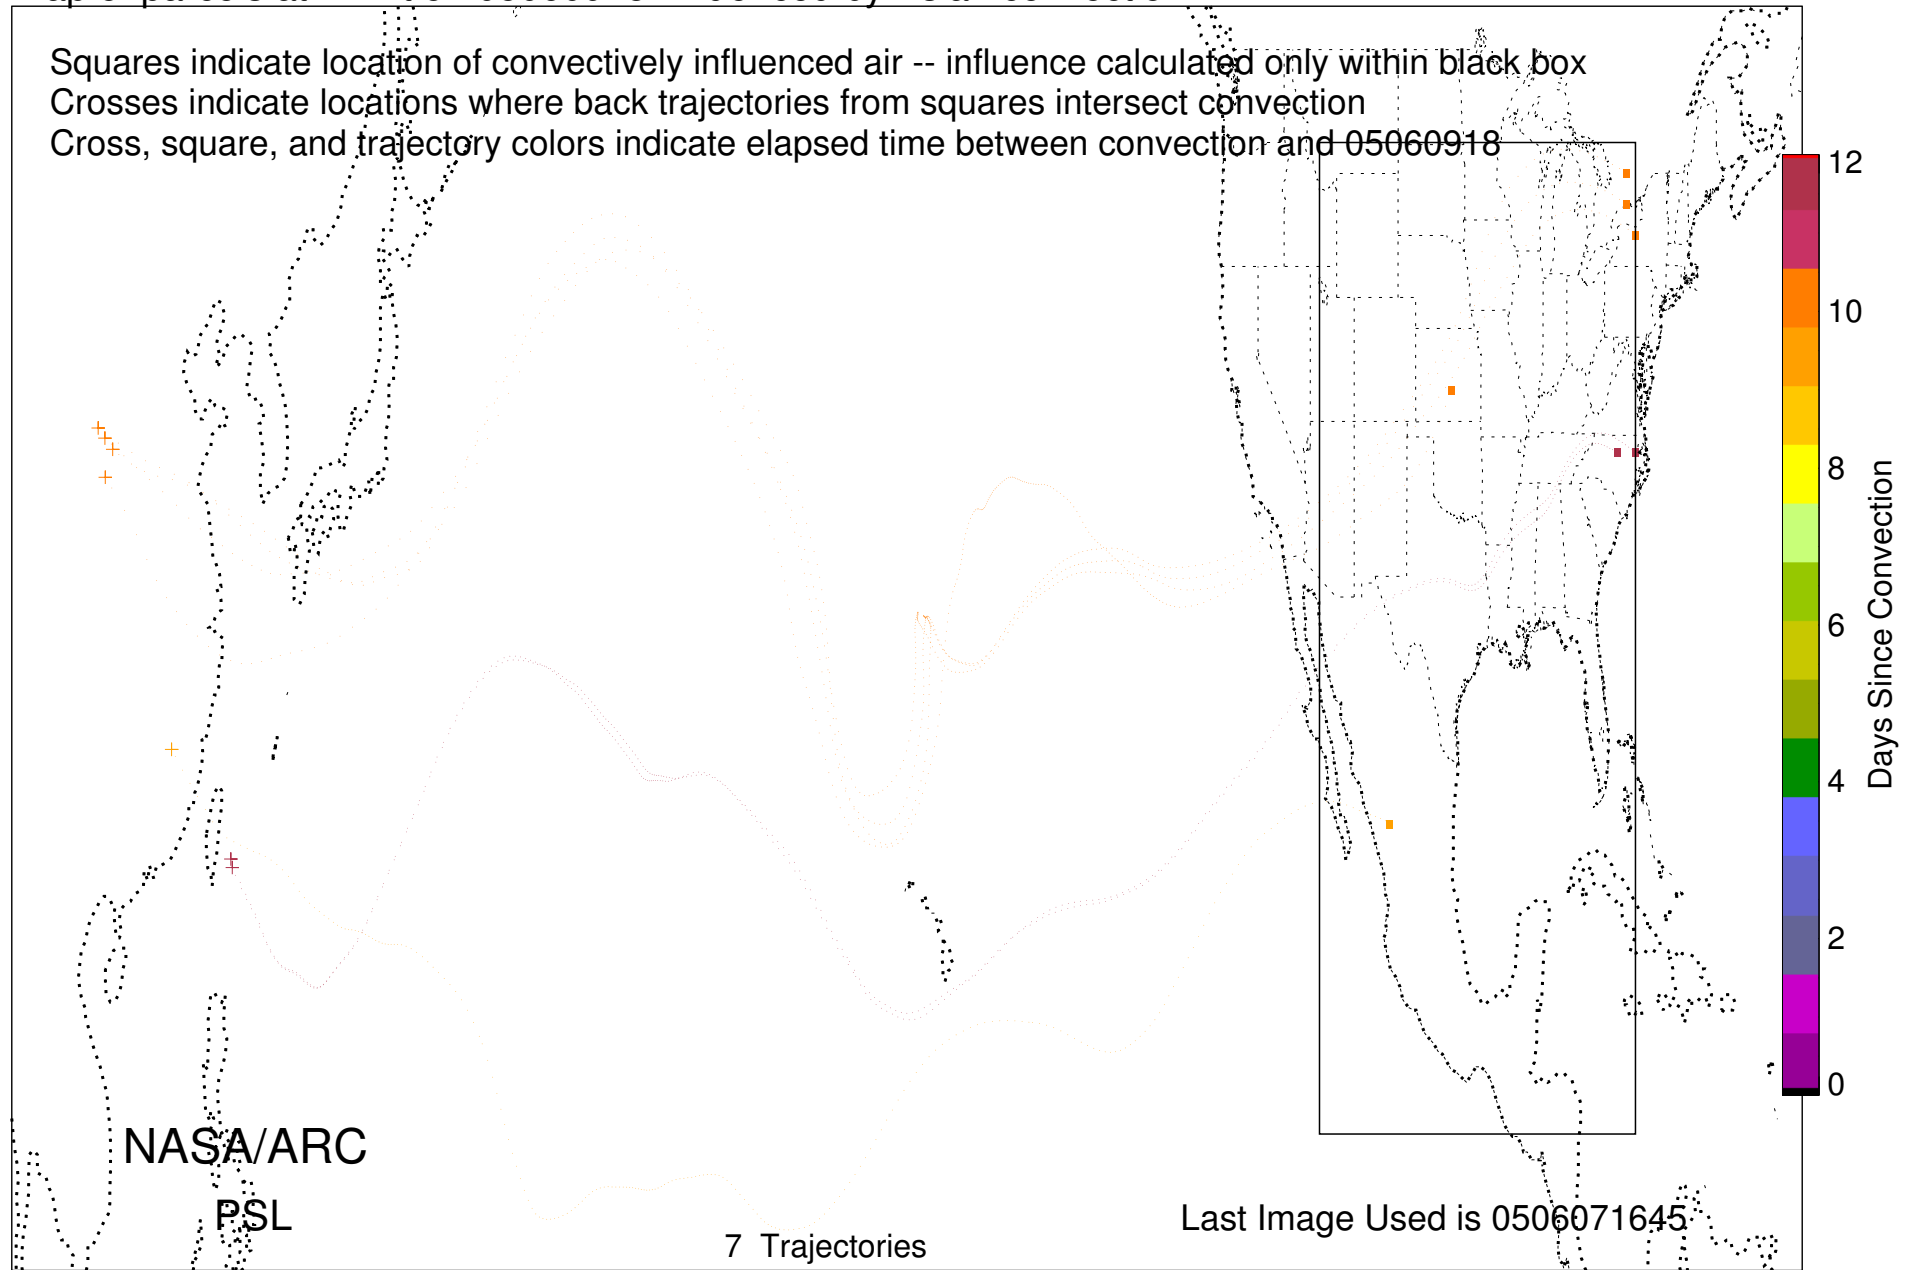 Squares indicate location of convectively influenced air -- influence calculated only within black box
Crosses indicate locations where back trajectories from squares intersect convection
Cross, square, and trajectory colors indicate elapsed time between convection and 05060918
12
10
8
6
4
2
0
Days Since Convection
NASA/ARC
PSL
7 Trajectories
Last Image Used is 0506071645